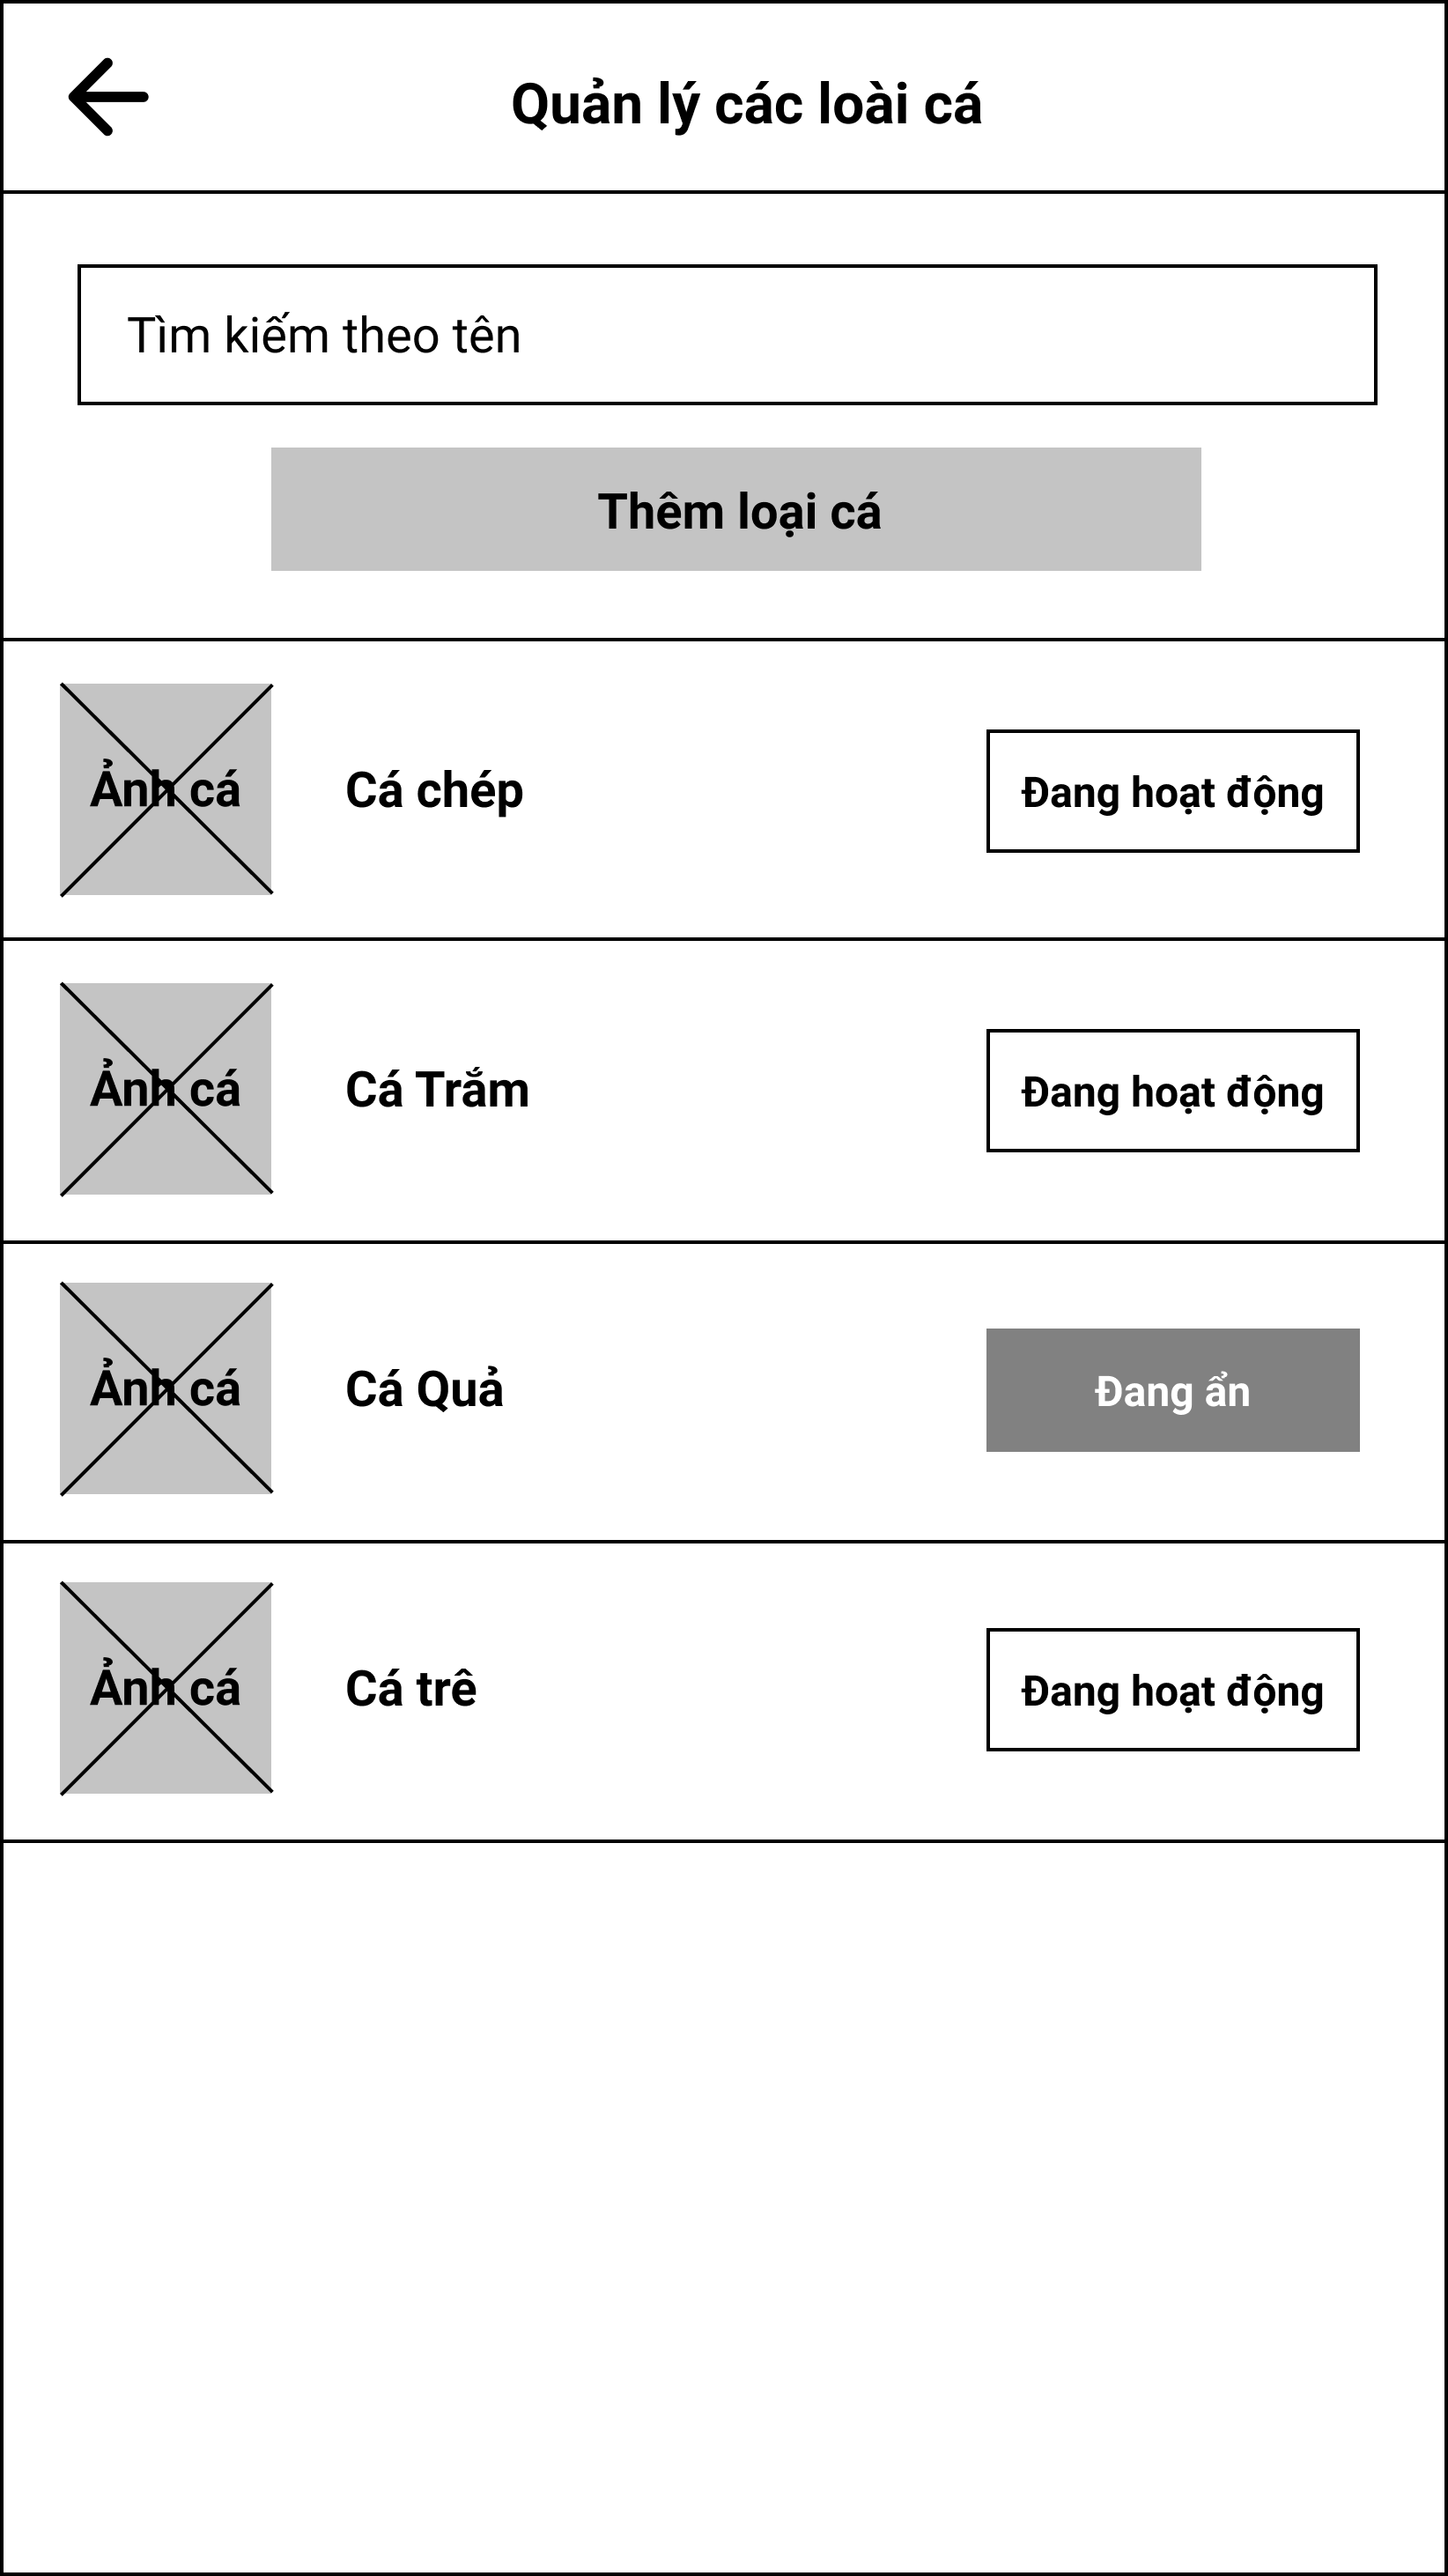 Quản lý các loài cá
Tìm kiếm theo tên
Thêm loại cá
Ảnh cá
Cá chép
Đang hoạt động
Ảnh cá
Cá Trắm
Đang hoạt động
Ảnh cá
Cá Quả
Đang ẩn
Ảnh cá
Cá trê
Đang hoạt động